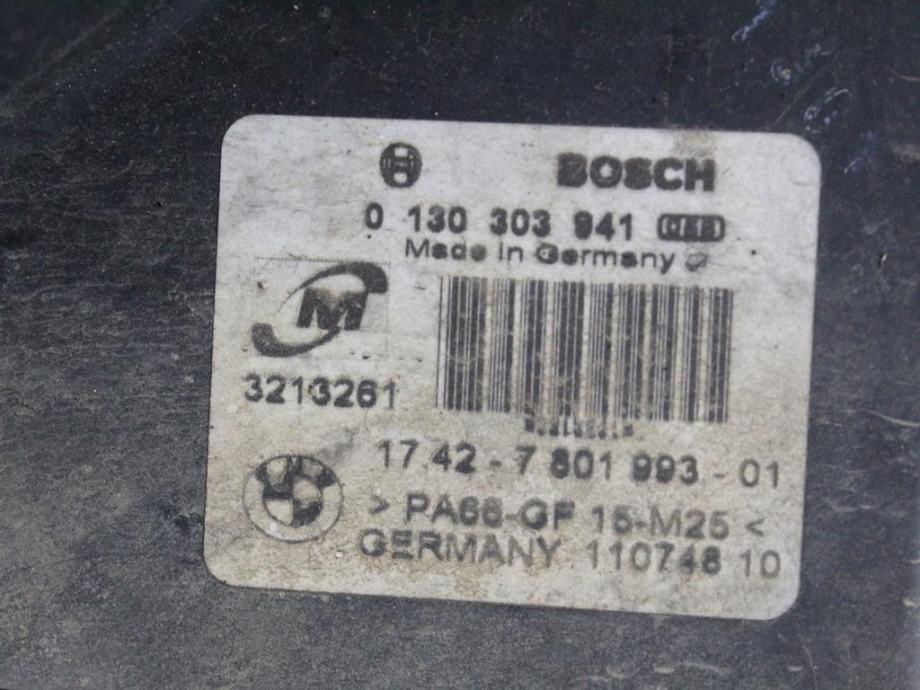 BOSCH
0 130 303 941
Made in Germany
M
3213261
17.42 - 7 801 993 - 01
> PA66-GF 15-M25 <
GERMANY 110748 10